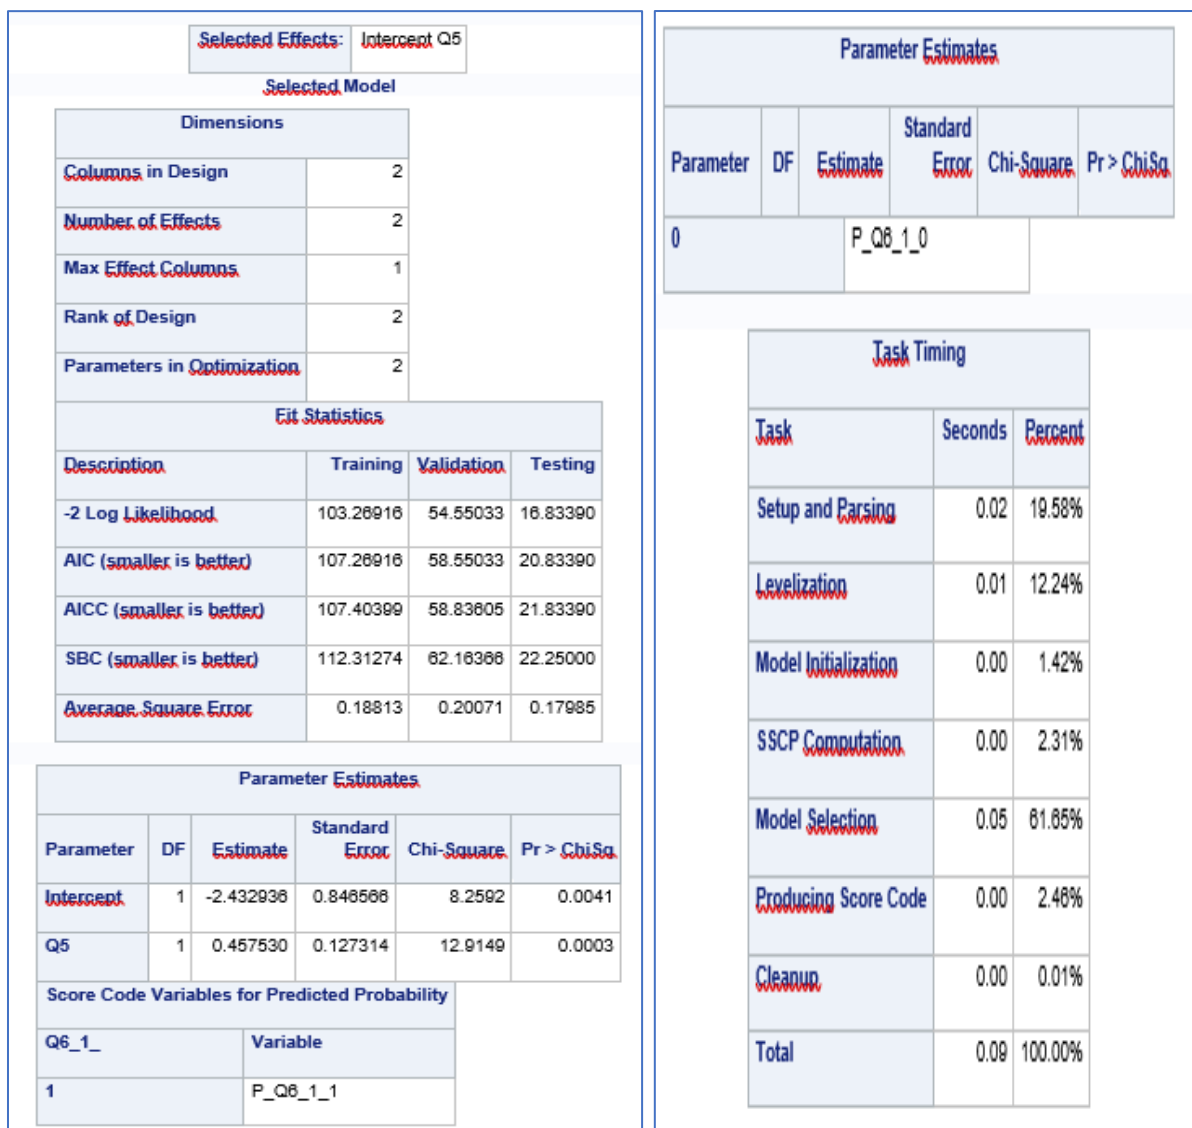 Selected Effects: Intercept Q5
Selected Model
Dimensions
Columns in Design 2
Number of Effects 2
Max Effect Columns 1
Rank of Design 2
Parameters in Optimization 2
Fit Statistics
Description Training Validation Testing
-2 Log Likelihood 103.26916 54.55033 16.83390
AIC (smaller is better) 107.26916 58.55033 20.83390
AICC (smaller is better) 107.40399 58.83605 21.83390
SBC (smaller is better) 112.31274 62.16366 22.25000
Average Square Error 0.18813 0.20071 0.17985
Parameter Estimates
Parameter DF Estimate Standard Error Chi-Square Pr > ChiSq
Intercept 1 -2.432936 0.846566 8.2592 0.0041
Q5 1 0.457530 0.127314 12.9149 0.0003
Score Code Variables for Predicted Probability
Q6_1_ Variable
1 P_Q6_1_1
Parameter Estimates
Parameter DF Estimate Standard Error Chi-Square Pr > ChiSq
0 P_Q6_1_0
Task Timing
Task Seconds Percent
Setup and Parsing 0.02 19.58%
Levelization 0.01 12.24%
Model Initialization 0.00 1.42%
SSCP Computation 0.00 2.31%
Model Selection 0.05 61.65%
Producing Score Code 0.00 2.46%
Cleanup 0.00 0.01%
Total 0.09 100.00%